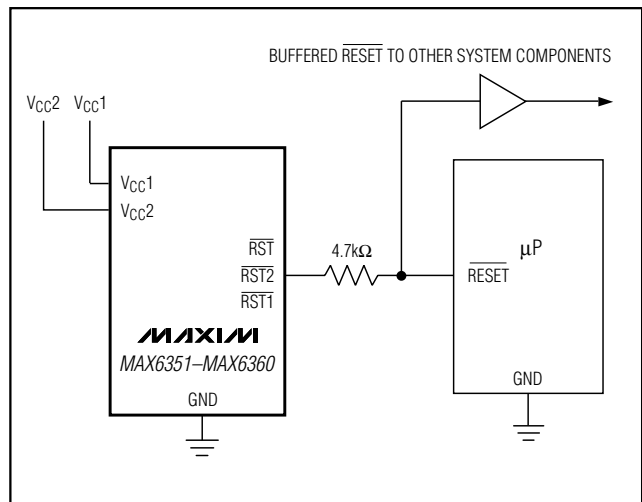 BUFFERED RESET TO OTHER SYSTEM COMPONENTS
VCC2 VCC1
VCC1
VCC2
RST
RST2
RST1
4.7kΩ
RESET
μP
MAXIM
MAX6351–MAX6360
GND
GND